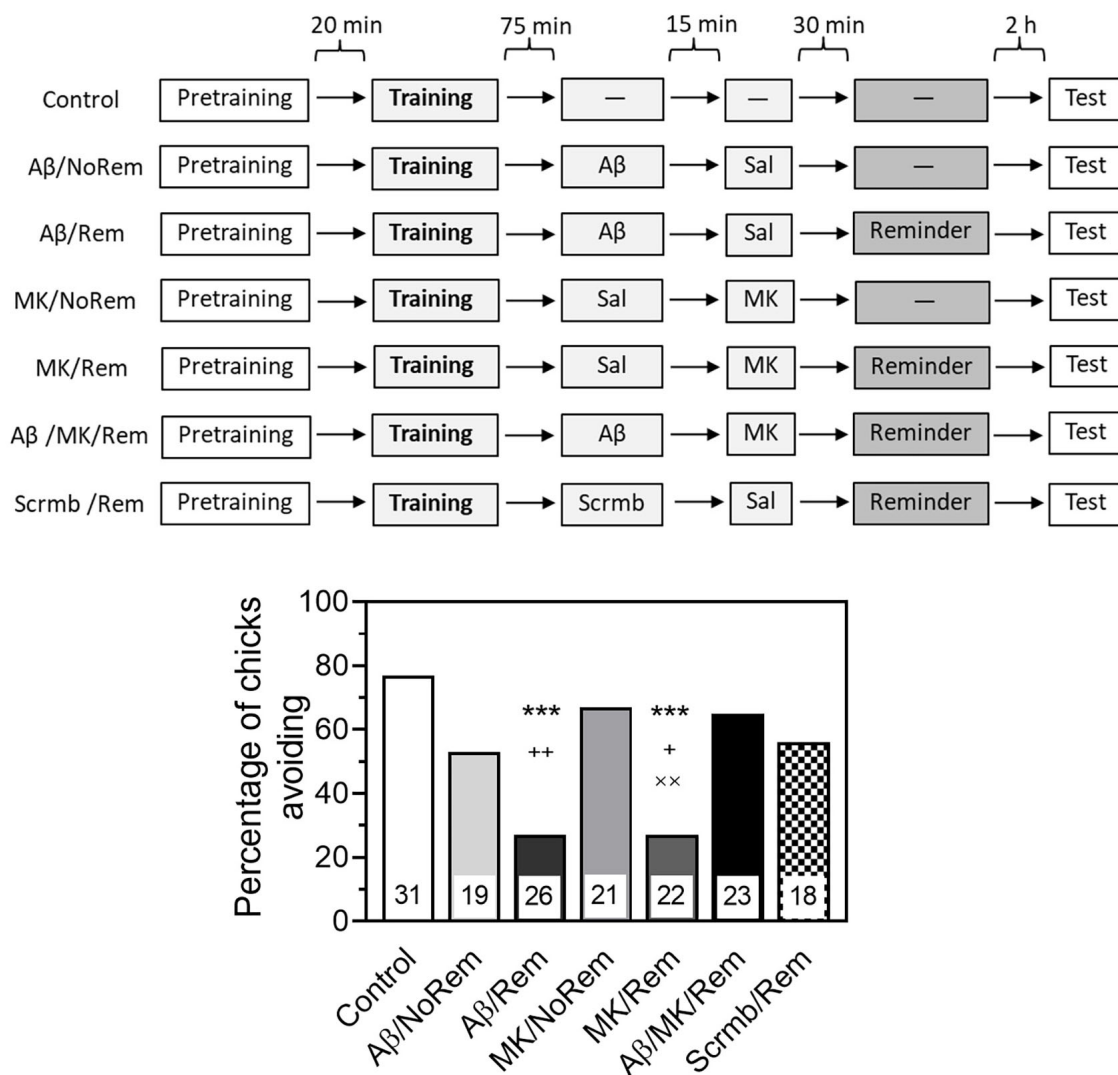 20 min 75 min 15 min 30 min 2 h
Control Pretraining Training — — — Test
Aβ/NoRem Pretraining Training Aβ Sal — Test
Aβ/Rem Pretraining Training Aβ Sal Reminder Test
MK/NoRem Pretraining Training Sal MK — Test
MK/Rem Pretraining Training Sal MK Reminder Test
Aβ /MK/Rem Pretraining Training Aβ MK Reminder Test
Scrmb /Rem Pretraining Training Scrmb Sal Reminder Test
Percentage of chicks
avoiding
100
80
60
40
20
0
*** ***
++ +
××
31 19 26 21 22 23 18
Control
Aβ/NoRem
Aβ/Rem
MK/NoRem
MK/Rem
Aβ/MK/Rem
Scrmb/Rem